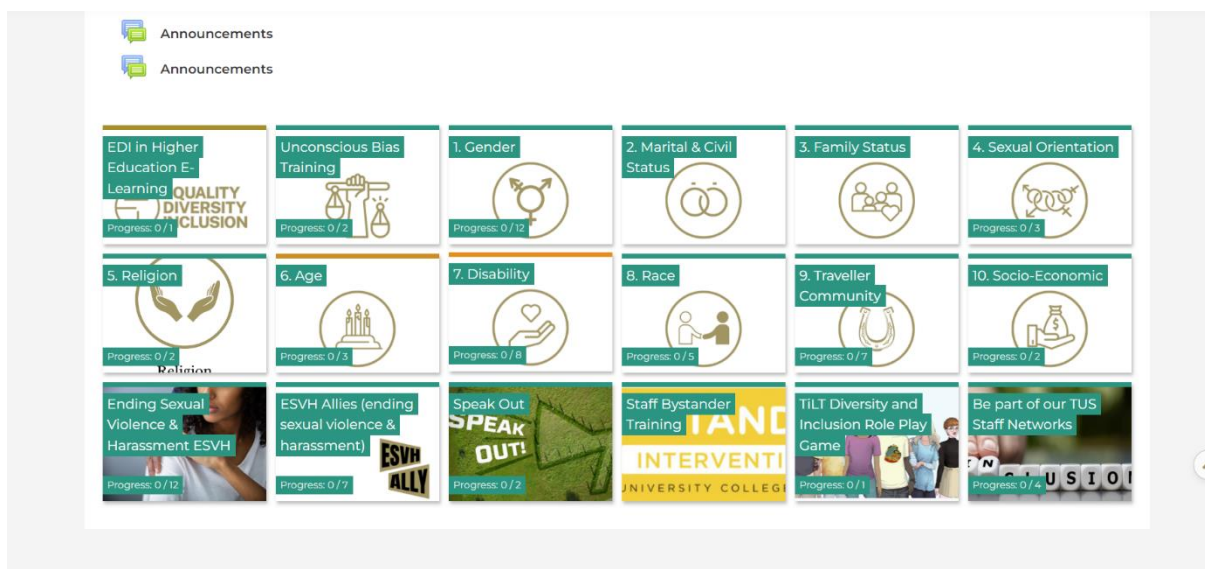 Announcements
Announcements
EDI in Higher
Education E-
Learning
QUALITY
DIVERSITY
INCLUSION
Progress: 0 / 1
Unconscious Bias
Training
Progress: 0 / 2
1. Gender
Progress: 0 / 12
2. Marital & Civil
Status
3. Family Status
4. Sexual Orientation
Progress: 0 / 3
5. Religion
Progress: 0 / 2
Religion
6. Age
Progress: 0 / 3
7. Disability
Progress: 0 / 8
8. Race
Progress: 0 / 5
9. Traveller
Community
Progress: 0 / 7
10. Socio-Economic
$
Progress: 0 / 2
Ending Sexual
Violence &
Harassment ESVH
Progress: 0 / 12
ESVH Allies (ending
sexual violence &
harassment)
ESVH
ALLY
Progress: 0 / 7
Speak Out
SPEAK
OUT!
Progress: 0 / 2
Staff Bystander
Training
TAND
INTERVENTI
UNIVERSITY COLLEGE
TiLT Diversity and
Inclusion Role Play
Game
Progress: 0 / 1
Be part of our TUS
Staff Networks
IN
USION
Progress: 0 / 4